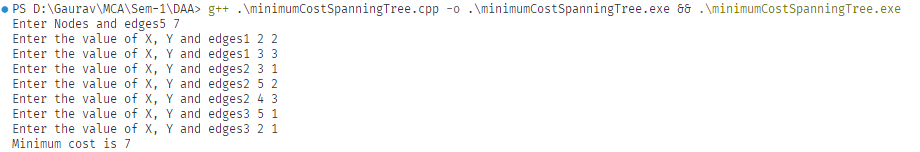 PS D:\Gaurav\MCA\Sem-1\DAA> g++ .\minimumCostSpanningTree.cpp -o .\minimumCostSpanningTree.exe && .\minimumCostSpanningTree.exe
Enter Nodes and edges5 7
Enter the value of X, Y and edges1 2 2
Enter the value of X, Y and edges1 3 3
Enter the value of X, Y and edges2 3 1
Enter the value of X, Y and edges2 5 2
Enter the value of X, Y and edges2 4 3
Enter the value of X, Y and edges3 5 1
Enter the value of X, Y and edges3 2 1
Minimum cost is 7